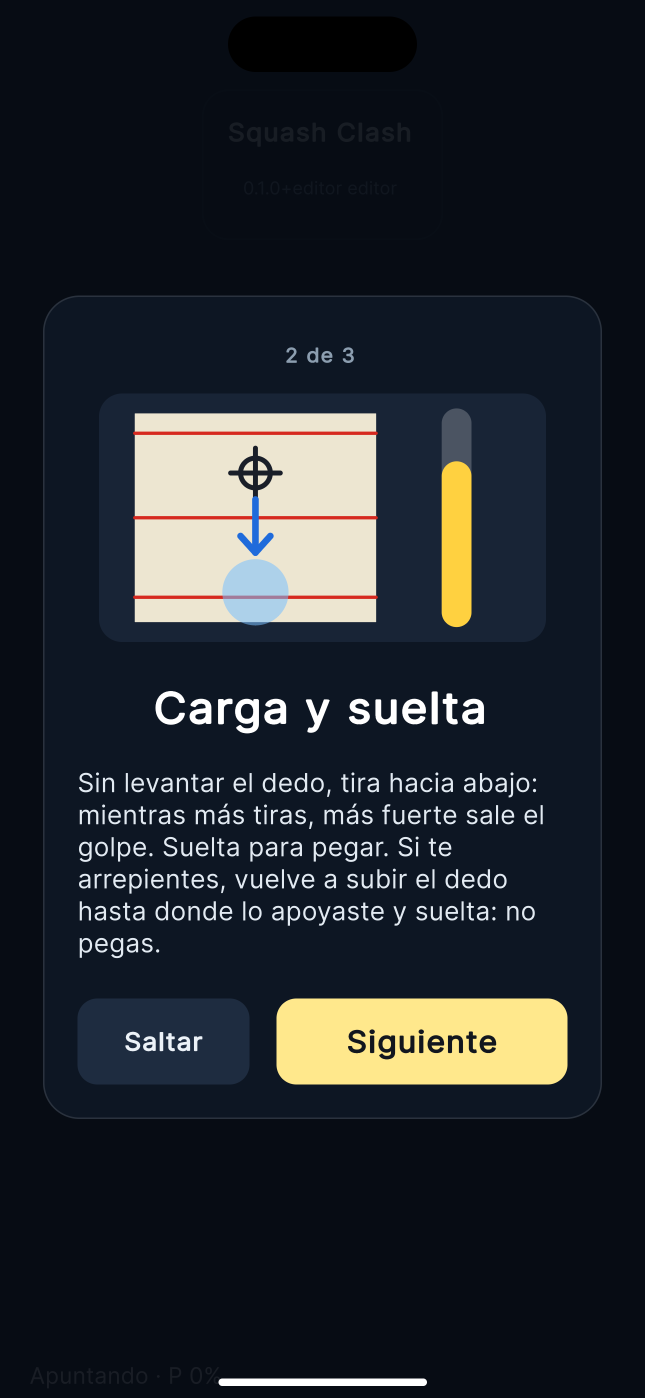 Squash Clash
0.1.0+editor editor
2 de 3
Carga y suelta
Sin levantar el dedo, tira hacia abajo:
mientras más tiras, más fuerte sale el
golpe. Suelta para pegar. Si te
arrepientes, vuelve a subir el dedo
hasta donde lo apoyaste y suelta: no
pegas.
Saltar
Siguiente
Apuntando · P 0%